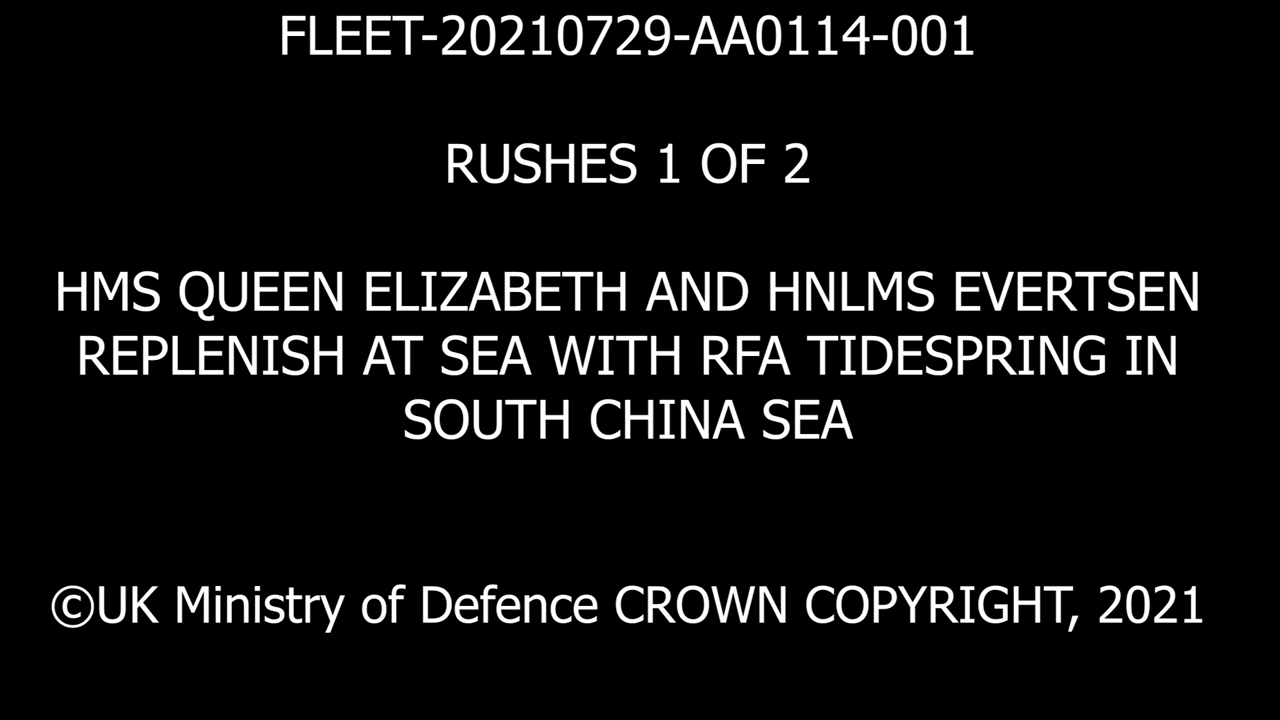 FLEET-20210729-AA0114-001
RUSHES 1 OF 2
HMS QUEEN ELIZABETH AND HNLMS EVERTSEN
REPLENISH AT SEA WITH RFA TIDESPRING IN
SOUTH CHINA SEA
©UK Ministry of Defence CROWN COPYRIGHT, 2021